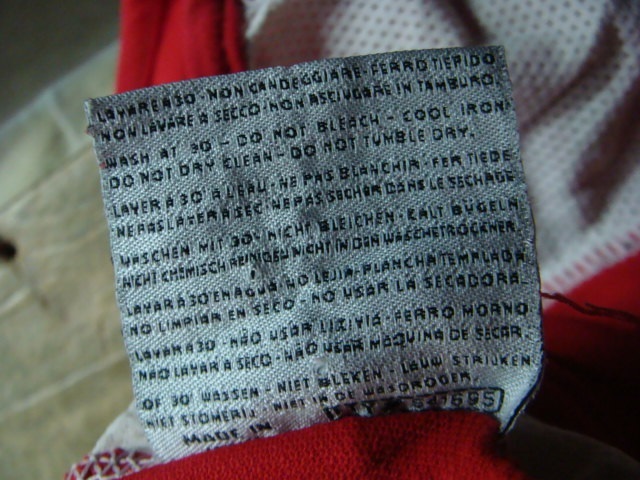 LAVARE A 30° - NON CANDEGGIARE - FERRO TIEPIDO
NON LAVARE A SECCO - NON ASCIUGARE IN TAMBURO
WASH AT 30 - DO NOT BLEACH - COOL IRON
DO NOT DRY CLEAN - DO NOT TUMBLE DRY.
LAVER A 30 A L'EAU - NE PAS BLANCHIR - FER TIEDE
NE PAS LAVER A SEC - NE PAS SECHER DANS LE SECHAGE
WASCHEN MIT 30° - NICHT BLEICHEN - KALT BUGELN
NICHT CHEMISCH REINIGEN NICHT IN DEN WASCHETROCKNER
LAVAR A 30 EN AGUA - NO LEJIA - PLANCHA TEMPLADA
NO LIMPIAR EN SECO - NO USAR LA SECADORA
LAVAR A 30 - NÃO USAR LIXIVIA - FERRO MORNO
NÃO LAVAR A SECO - NÃO USAR MAQUINA DE SECAR
OP 30 WASSEN - NIET BLEKEN - LAUW STRIJKEN
NIET STOMERIJ - NIET IN DE WASDROGER
MADE IN